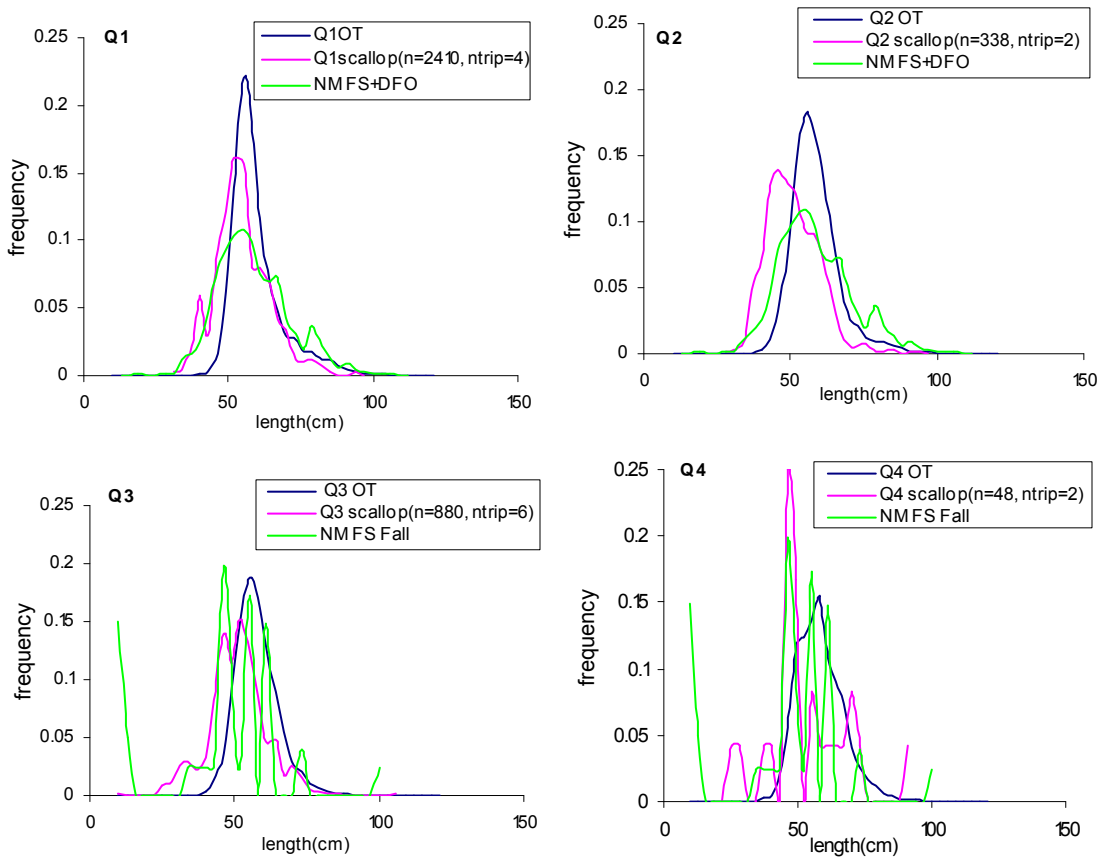 Q1
Q1OT
Q1scallop(n=2410, ntrip=4)
NMFS+DFO
0.25
0.2
0.15
0.1
0.05
0
frequency
0 50 100 150
length(cm)
Q2
Q2 OT
Q2 scallop(n=338, ntrip=2)
NMFS+DFO
0.25
0.2
0.15
0.1
0.05
0
frequency
0 50 100 150
length(cm)
Q3
Q3 OT
Q3 scallop(n=880, ntrip=6)
NMFS Fall
0.25
0.2
0.15
0.1
0.05
0
frequency
0 50 100 150
length(cm)
Q4
Q4 OT
Q4 scallop(n=48, ntrip=2)
NMFS Fall
0.25
0.2
0.15
0.1
0.05
0
frequency
0 50 100 150
length(cm)